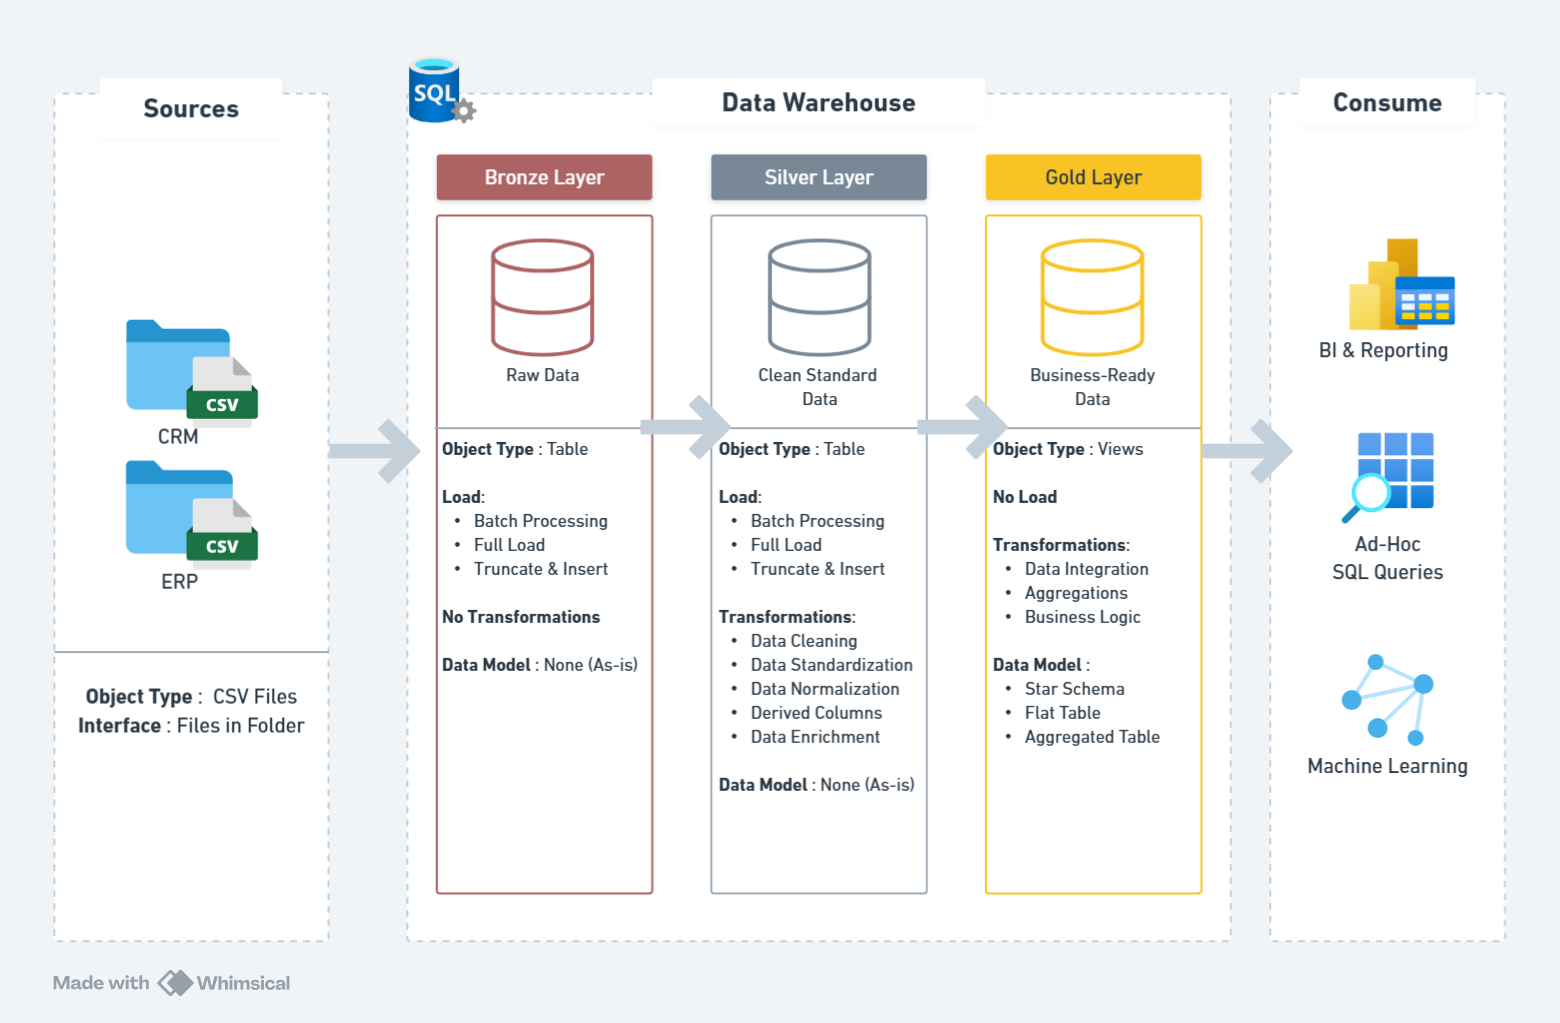 Sources
CSV
CRM
CSV
ERP
Object Type :  CSV Files
Interface : Files in Folder
SQL
Data Warehouse
Bronze Layer
Raw Data
Object Type : Table
Load:
• Batch Processing
• Full Load
• Truncate & Insert
No Transformations
Data Model : None (As-is)
Silver Layer
Clean Standard
Data
Object Type : Table
Load:
• Batch Processing
• Full Load
• Truncate & Insert
Transformations:
• Data Cleaning
• Data Standardization
• Data Normalization
• Derived Columns
• Data Enrichment
Data Model : None (As-is)
Gold Layer
Business-Ready
Data
Object Type : Views
No Load
Transformations:
• Data Integration
• Aggregations
• Business Logic
Data Model :
• Star Schema
• Flat Table
• Aggregated Table
Consume
BI & Reporting
Ad-Hoc
SQL Queries
Machine Learning
Made with Whimsical